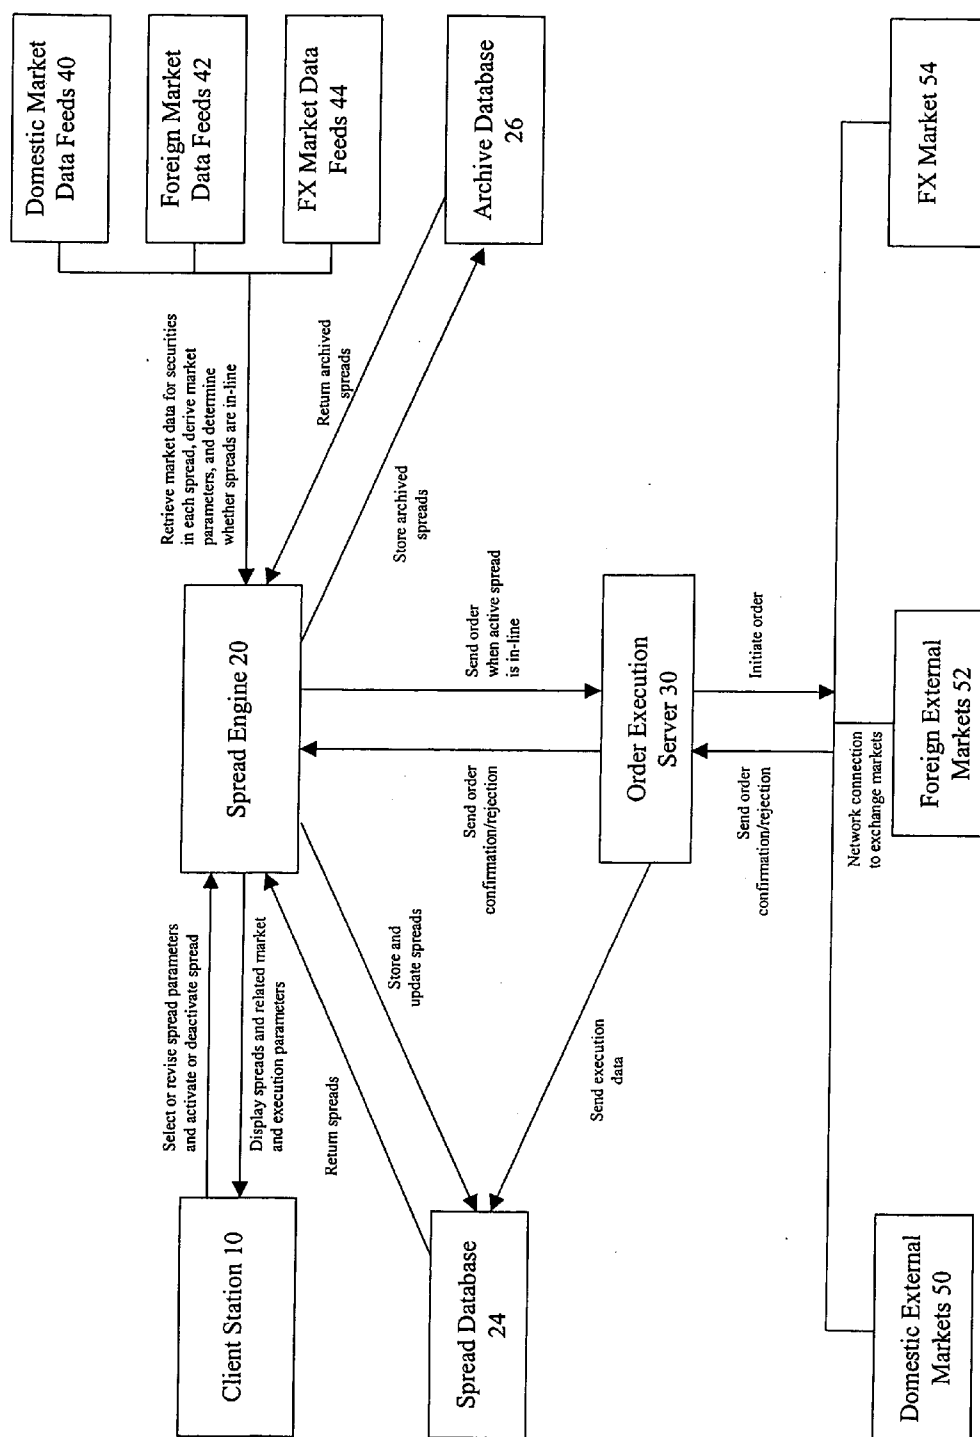 Client Station 10
Select or revise spread parameters
and activate or deactivate spread
Display spreads and related market
and execution parameters
Spread Engine 20
Retrieve market data for securities
in each spread, derive market
parameters, and determine
whether spreads are in-line
Domestic Market
Data Feeds 40
Foreign Market
Data Feeds 42
FX Market Data
Feeds 44
Return spreads
Store and
update spreads
Return archived
spreads
Store archived
spreads
Spread Database
24
Archive Database
26
Send order
confirmation/rejection
Send order
when active spread
is in-line
Send execution
data
Order Execution
Server 30
Send order
confirmation/rejection
Initiate order
Network connection
to exchange markets
Domestic External
Markets 50
Foreign External
Markets 52
FX Market 54